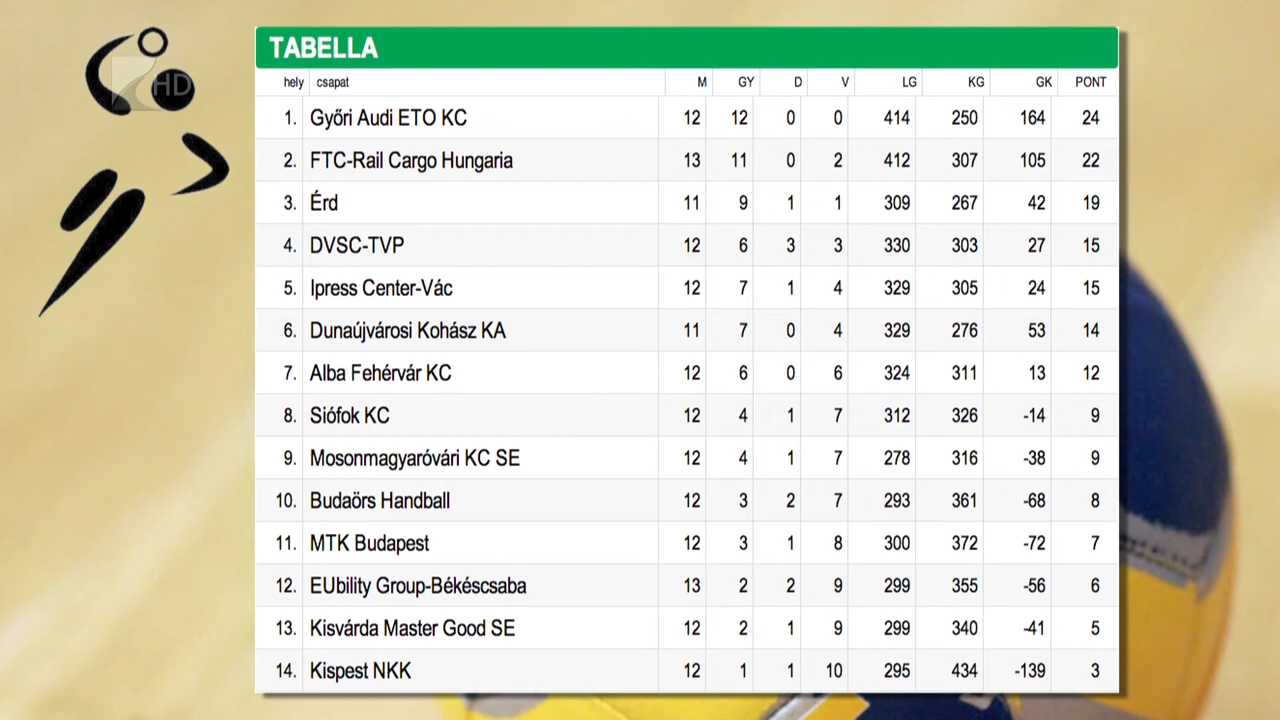 HD
TABELLA
hely csapat M GY D V LG KG GK PONT
1. Győri Audi ETO KC 12 12 0 0 414 250 164 24
2. FTC-Rail Cargo Hungaria 13 11 0 2 412 307 105 22
3. Érd 11 9 1 1 309 267 42 19
4. DVSC-TVP 12 6 3 3 330 303 27 15
5. Ipress Center-Vác 12 7 1 4 329 305 24 15
6. Dunaújvárosi Kohász KA 11 7 0 4 329 276 53 14
7. Alba Fehérvár KC 12 6 0 6 324 311 13 12
8. Siófok KC 12 4 1 7 312 326 -14 9
9. Mosonmagyaróvári KC SE 12 4 1 7 278 316 -38 9
10. Budaörs Handball 12 3 2 7 293 361 -68 8
11. MTK Budapest 12 3 1 8 300 372 -72 7
12. EUbility Group-Békéscsaba 13 2 2 9 299 355 -56 6
13. Kisvárda Master Good SE 12 2 1 9 299 340 -41 5
14. Kispest NKK 12 1 1 10 295 434 -139 3